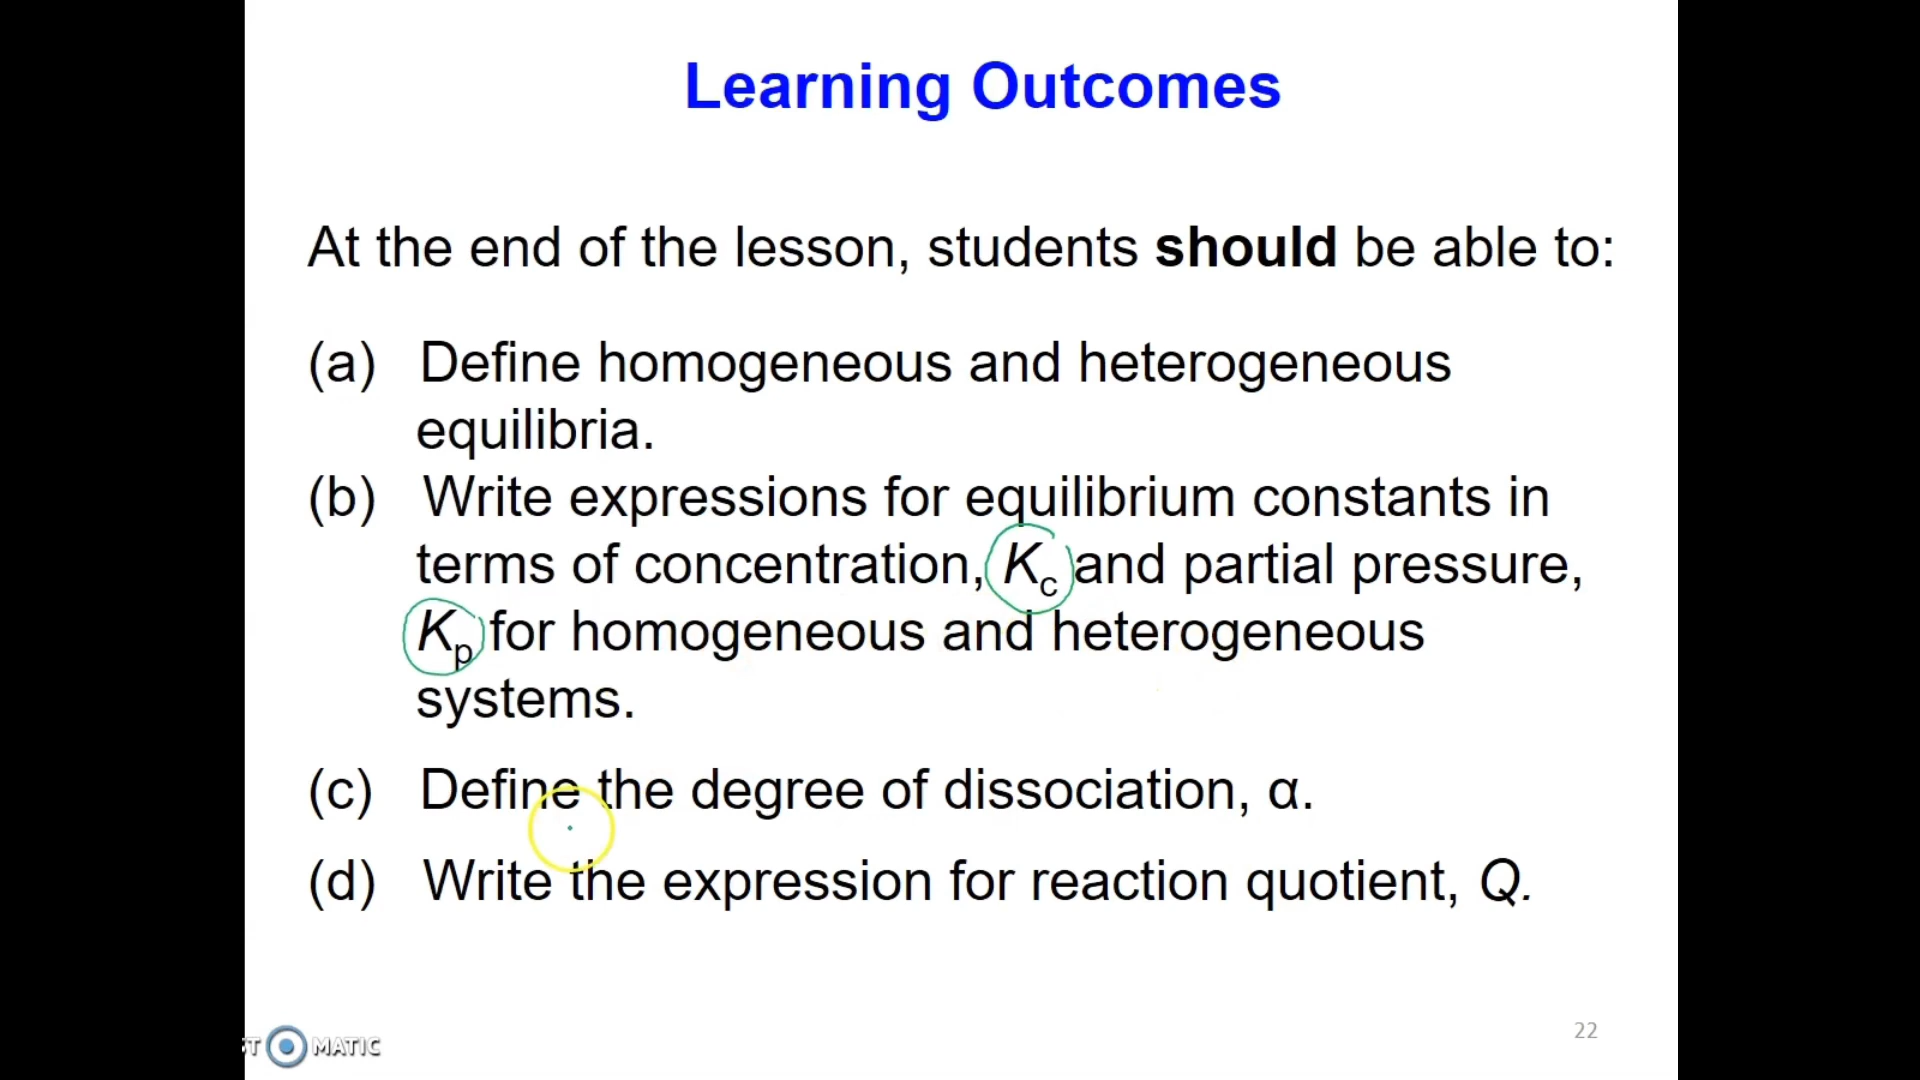 Learning Outcomes
At the end of the lesson, students should be able to:
(a) Define homogeneous and heterogeneous
equilibria.
(b) Write expressions for equilibrium constants in
terms of concentration, Kc and partial pressure,
Kp for homogeneous and heterogeneous
systems.
(c) Define the degree of dissociation, α.
(d) Write the expression for reaction quotient, Q.
22
MATIC